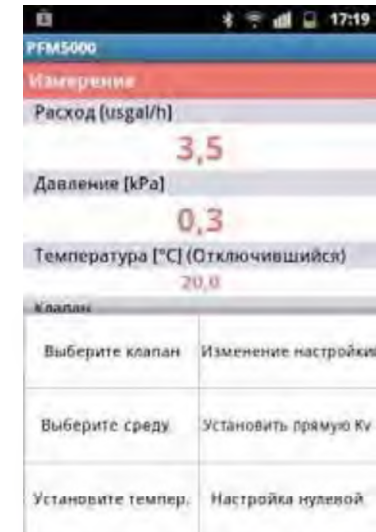 17:19
PFM5000
Измерение
Расход [usgal/h]
3,5
Давление [kPa]
0,3
Температура [°C] (Отключившийся)
20,0
Клапан
Выберите клапан
Изменение настройки
Выберите среду
Установить прямую Kv
Установите темпер.
Настройка нулевой